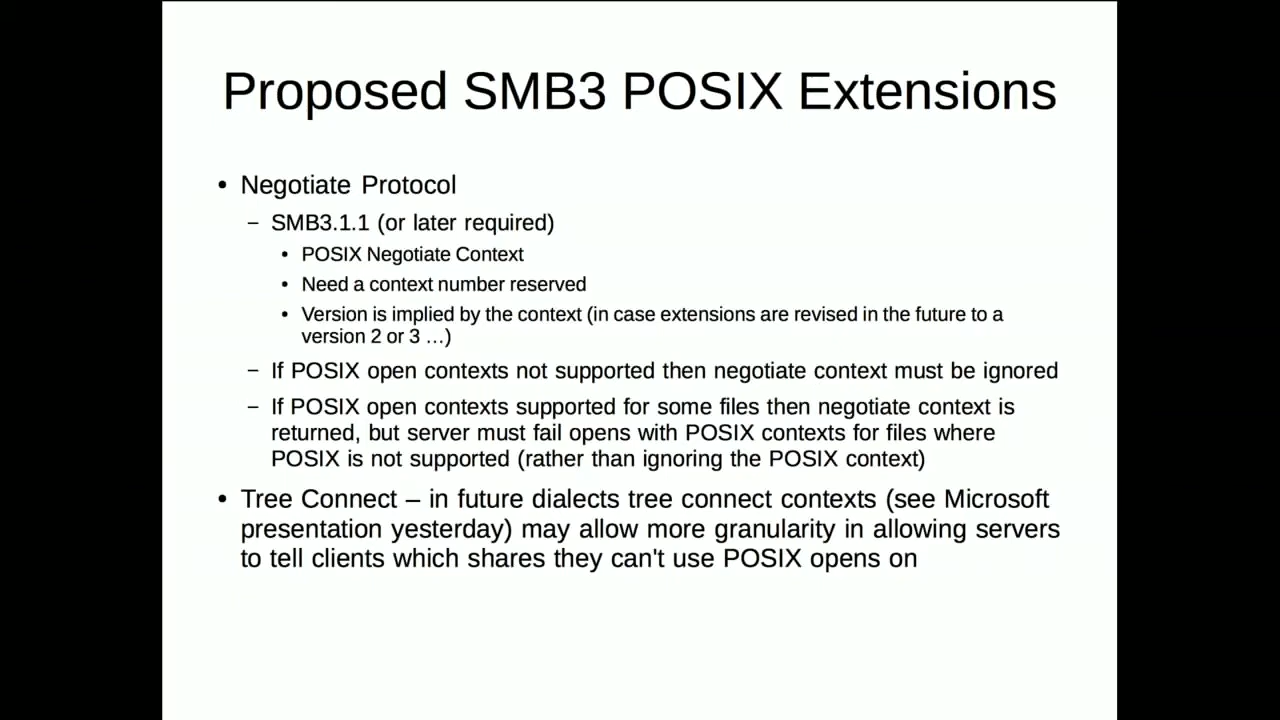 Proposed SMB3 POSIX Extensions
• Negotiate Protocol
– SMB3.1.1 (or later required)
• POSIX Negotiate Context
• Need a context number reserved
• Version is implied by the context (in case extensions are revised in the future to a
version 2 or 3 …)
– If POSIX open contexts not supported then negotiate context must be ignored
– If POSIX open contexts supported for some files then negotiate context is
returned, but server must fail opens with POSIX contexts for files where
POSIX is not supported (rather than ignoring the POSIX context)
• Tree Connect – in future dialects tree connect contexts (see Microsoft
presentation yesterday) may allow more granularity in allowing servers
to tell clients which shares they can't use POSIX opens on